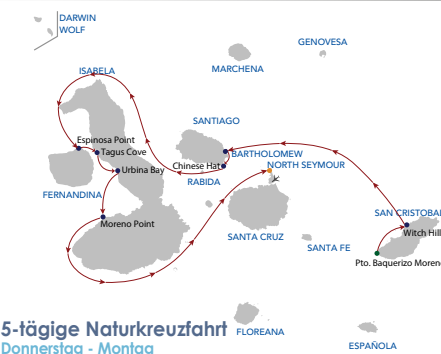 DARWIN
WOLF
GENOVESA
ISABELA
MARCHENA
SANTIAGO
Espinosa Point
Tagus Cove
BARTHOLOMEW
Chinese Hat
NORTH SEYMOUR
Urbina Bay
RABIDA
FERNANDINA
Moreno Point
SAN CRISTOBAL
Witch Hill
SANTA CRUZ
SANTA FE
Pto. Baquerizo Moreno
5-tägige Naturkreuzfahrt
FLOREANA
Donnerstag - Montag
ESPAÑOLA